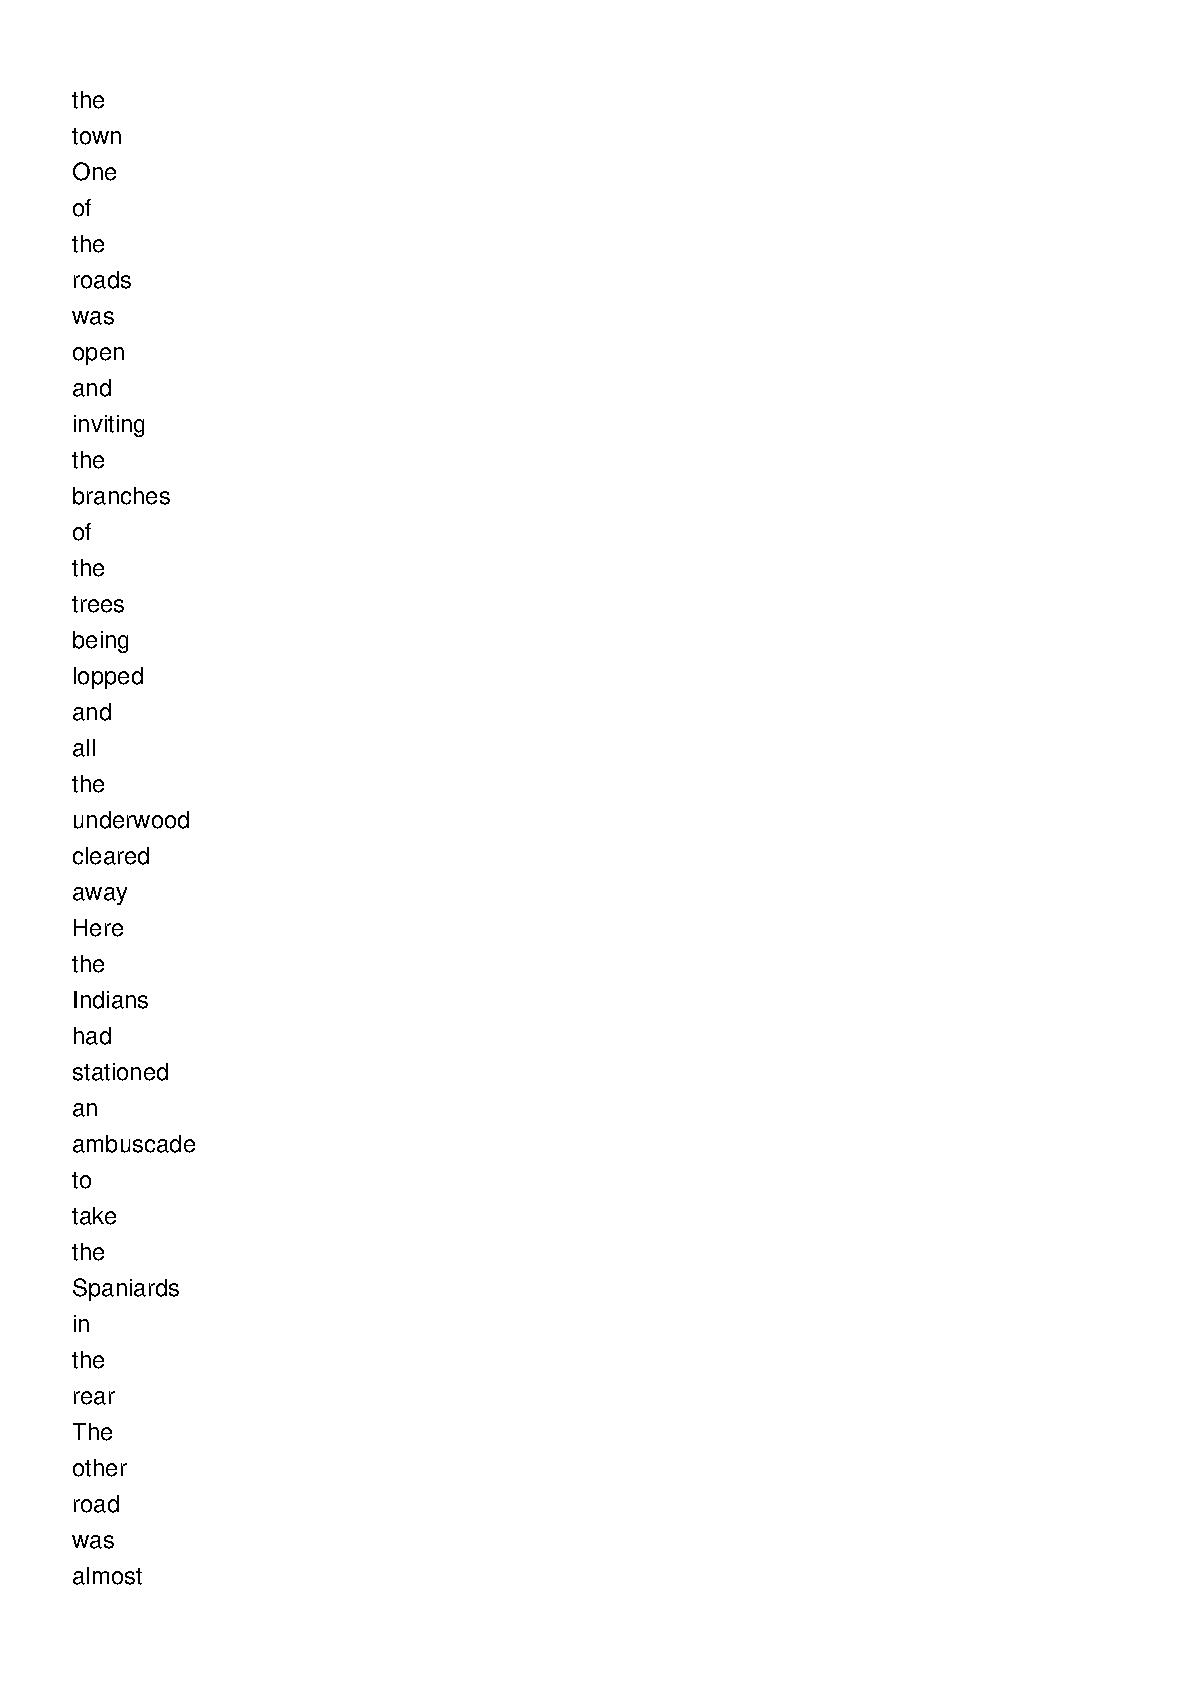 the
town
One
of
the
roads
was
open
and
inviting
the
branches
of
the
trees
being
lopped
and
all
the
underwood
cleared
away
Here
the
Indians
had
stationed
an
ambuscade
to
take
the
Spaniards
in
the
rear
The
other
road
was
almost